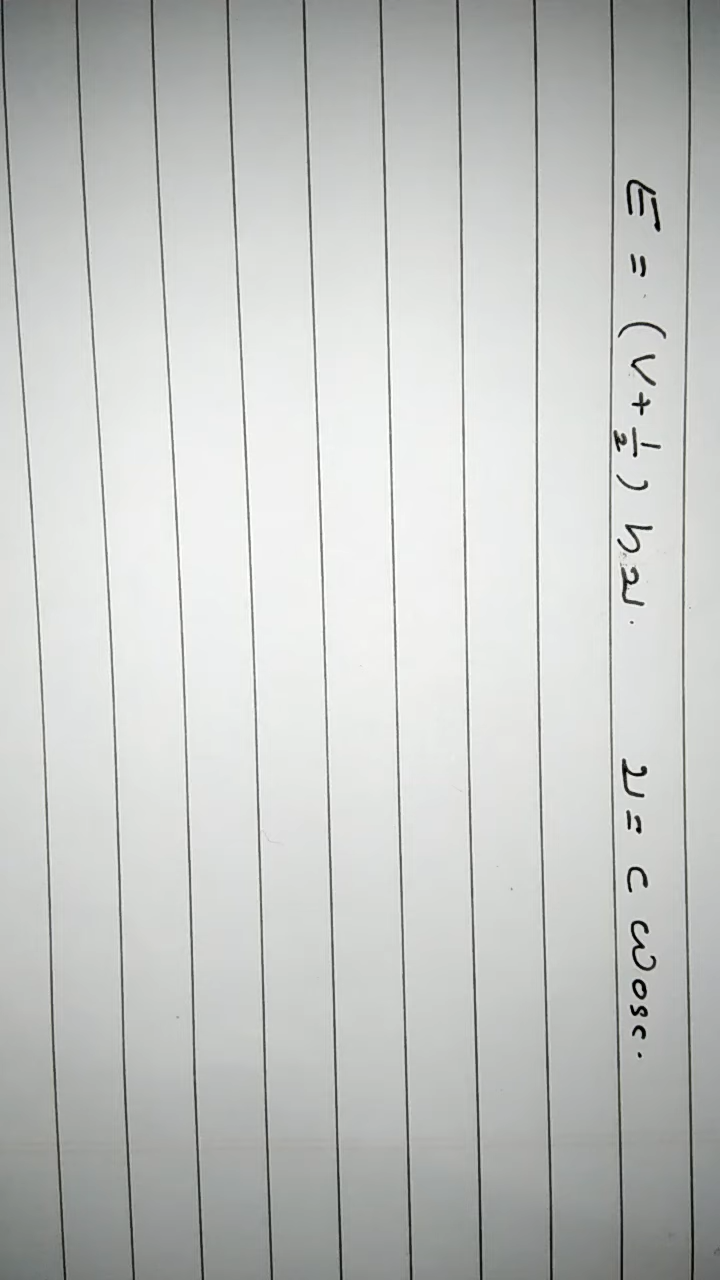 E = (v + 1/2) hν. ν = c ωosc.